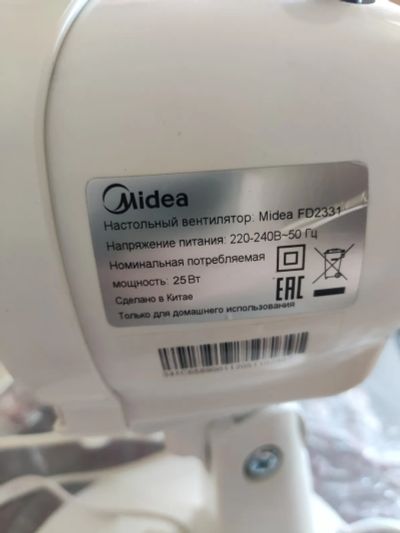 Midea
Настольный вентилятор: Midea FD2331
Напряжение питания: 220-240В~50 Гц
Номинальная потребляемая
мощность: 25Вт
Сделано в Китае
EAC
Только для домашнего использования